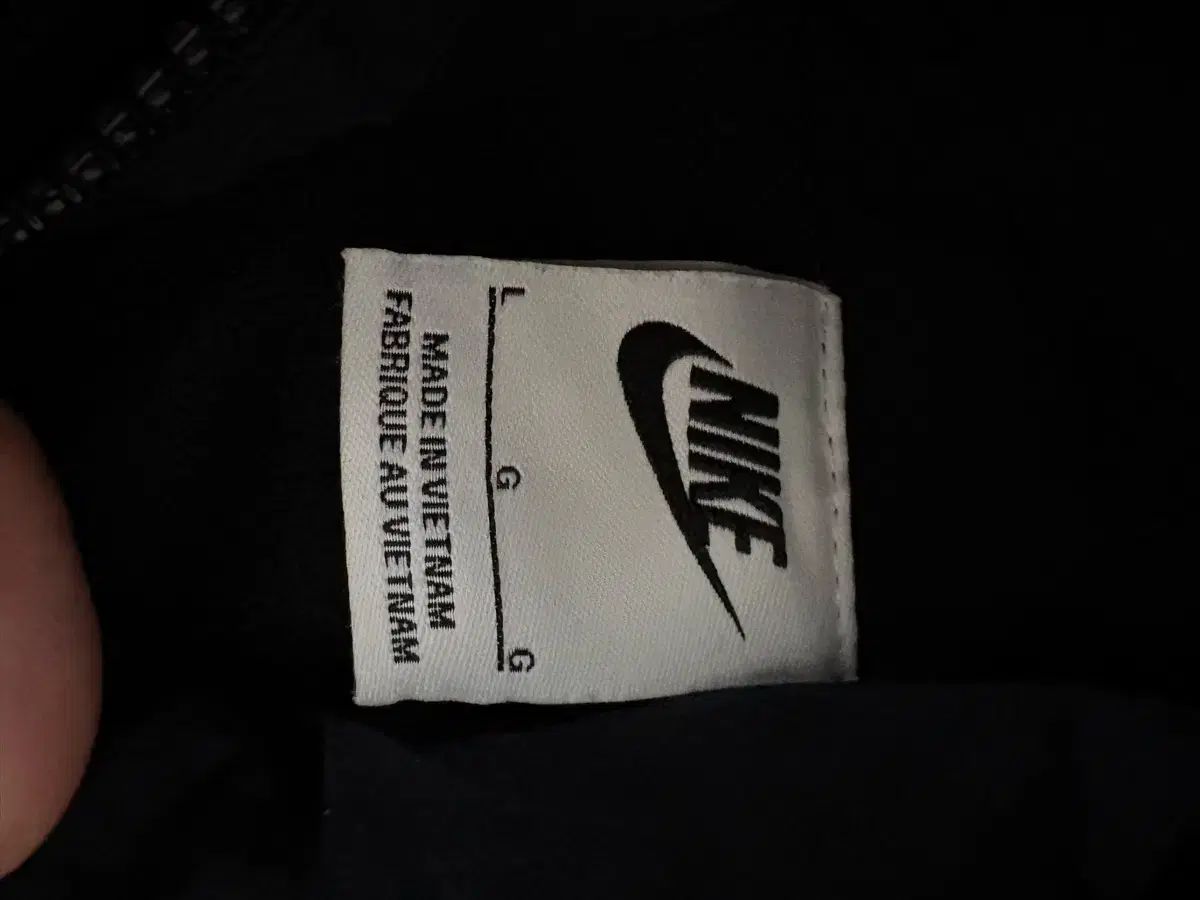 NIKE
L G G
MADE IN VIETNAM
FABRIQUE AU VIETNAM